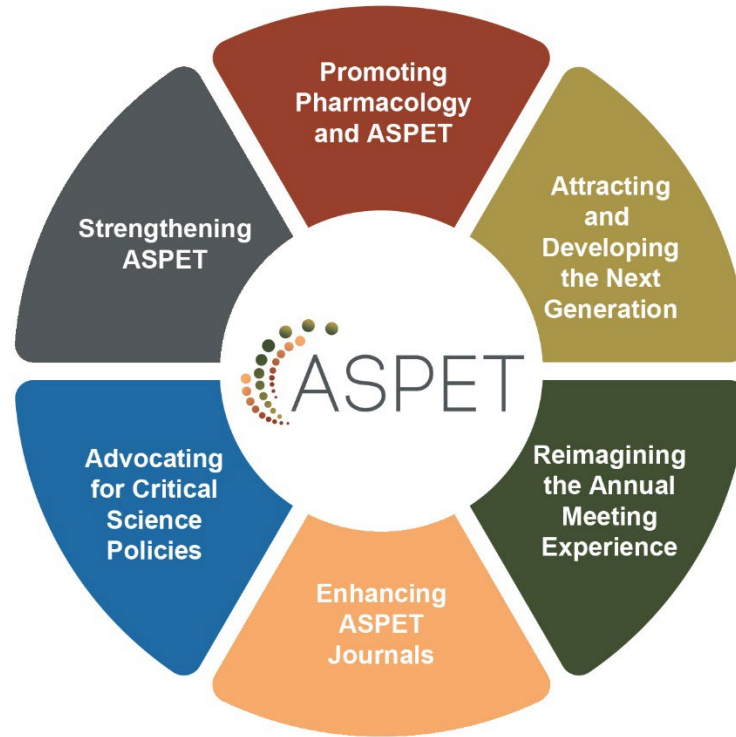 Promoting
Pharmacology
and ASPET
Attracting
and
Developing
the Next
Generation
Reimagining
the Annual
Meeting
Experience
Enhancing
ASPET
Journals
Advocating
for Critical
Science
Policies
Strengthening
ASPET
ASPET